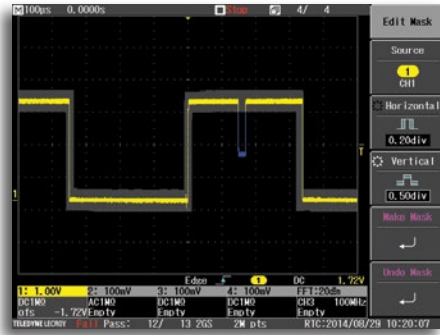 M 100µs 0.0000s Stop 4/ 4
Edit Mask
Source
1
CH1
Horizontal
0.20div
Vertical
0.50div
Make Mask
Undo Mask
T
1
Edge 1 DC 1.72V
1: 1.00V 2: 100mV 3: 100mV 4: 100mV FFT:20dB
DC1MΩ AC1MΩ DC1MΩ DC1MΩ CH3 100MHz
ofs -1.72V Empty Empty Empty Empty
TELEDYNE LECROY Fail Pass: 12/ 13 2GS 2M pts RTC:2014/08/29 10:20:07